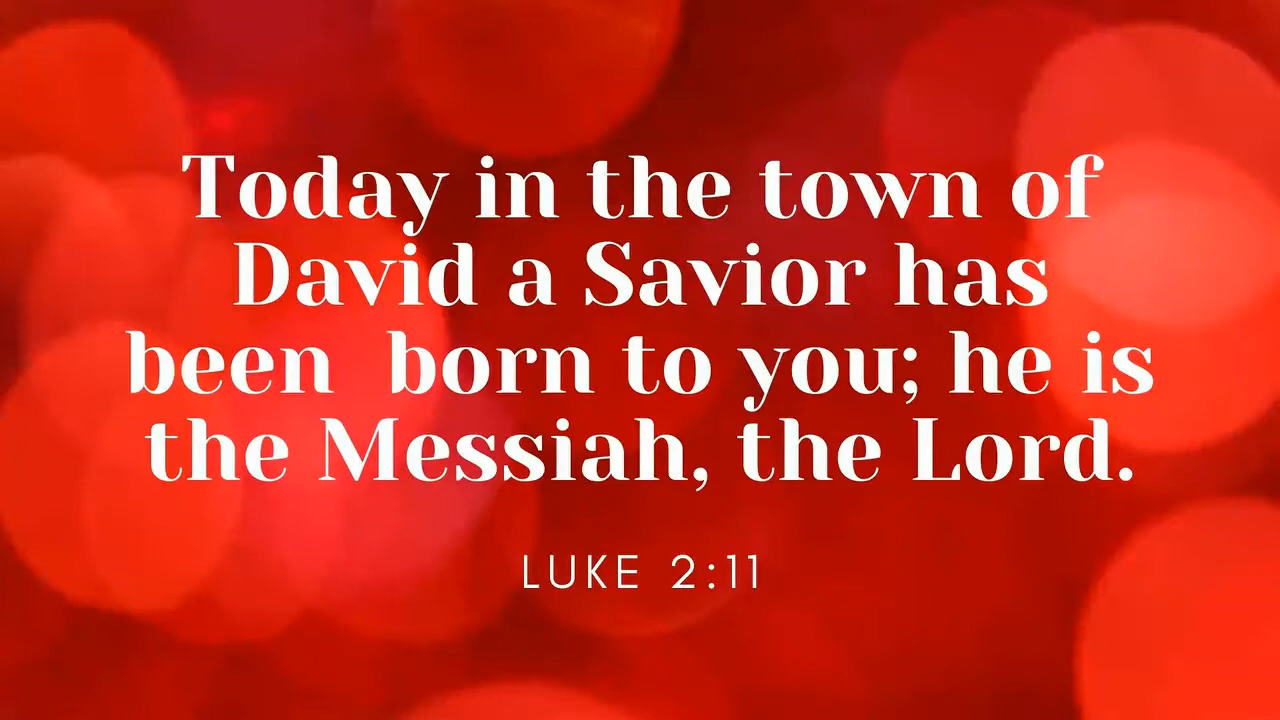 Today in the town of
David a Savior has
been  born to you; he is
the Messiah, the Lord.
LUKE 2:11